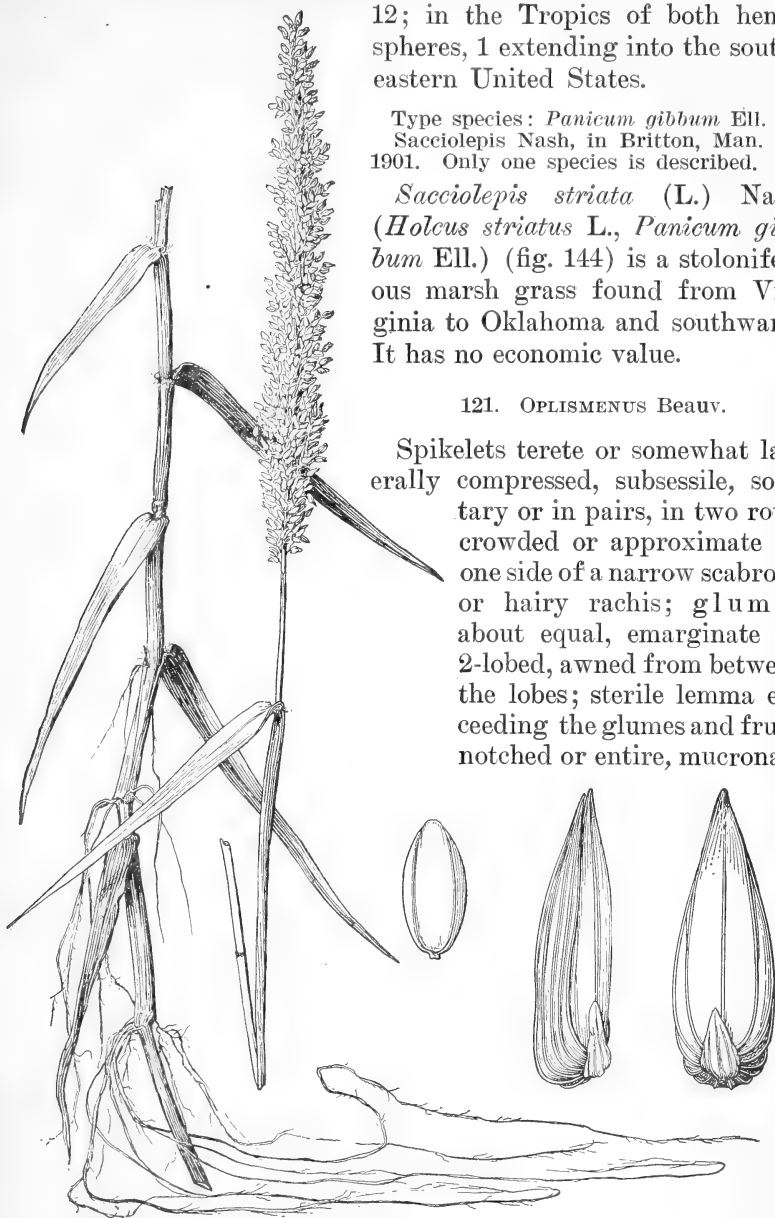 12; in the Tropics of both hem
spheres, 1 extending into the sout
eastern United States.
Type species: Panicum gibbum Ell.
Sacciolepis Nash, in Britton, Man.
1901. Only one species is described.
Sacciolepis striata (L.) Na
(Holcus striatus L., Panicum gi
bum Ell.) (fig. 144) is a stolonife
ous marsh grass found from Vi
ginia to Oklahoma and southwar
It has no economic value.
121. OPLISMENUS Beauv.
Spikelets terete or somewhat la
erally compressed, subsessile, so
tary or in pairs, in two ro
crowded or approximate
one side of a narrow scabro
or hairy rachis; glum
about equal, emarginate
2-lobed, awned from betwe
the lobes; sterile lemma e
ceeding the glumes and fru
notched or entire, mucrona